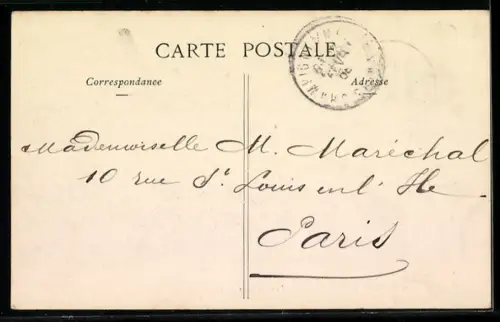 CARTE POSTALE
Correspondance
Adresse
Mademoiselle M. Maréchal
10 rue St Louis en l' Ile
Paris